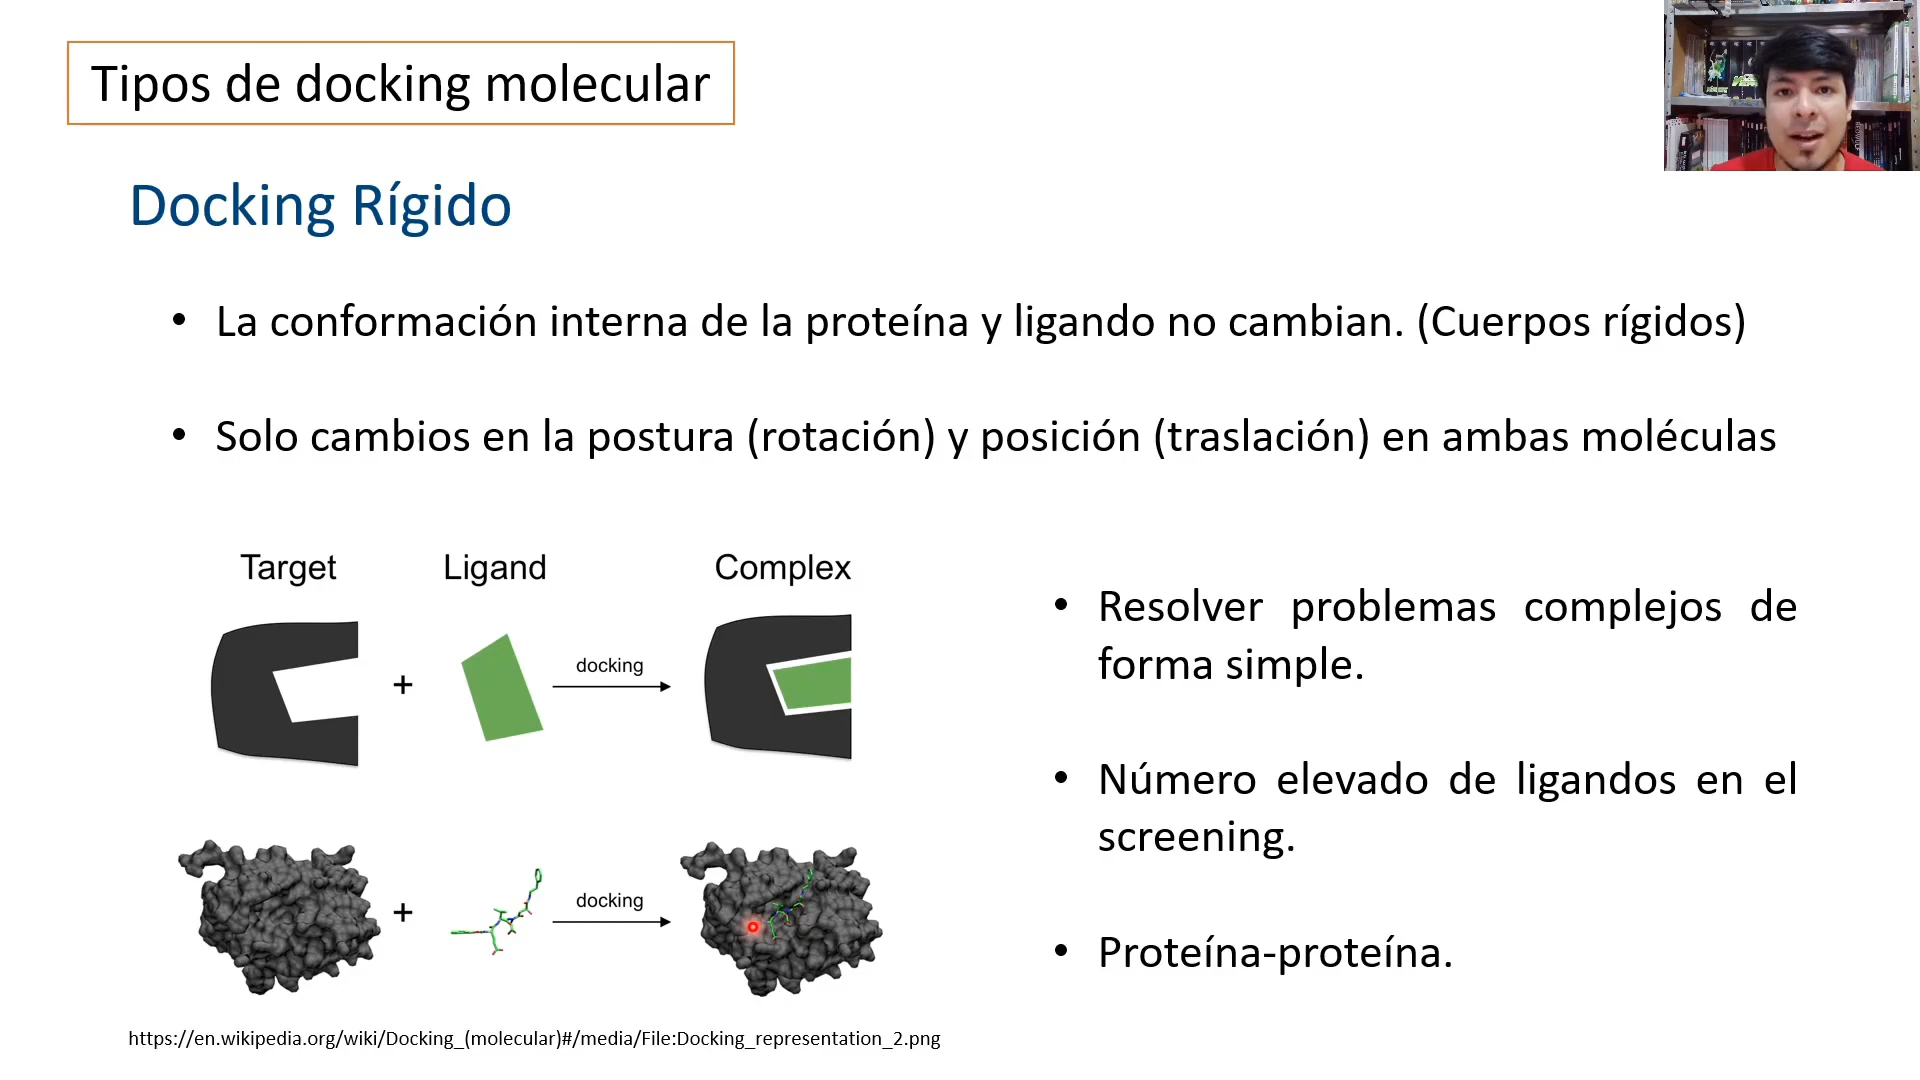 Tipos de docking molecular
Docking Rígido
• La conformación interna de la proteína y ligando no cambian. (Cuerpos rígidos)
• Solo cambios en la postura (rotación) y posición (traslación) en ambas moléculas
Target Ligand Complex
+ docking
+ docking
• Resolver problemas complejos de
forma simple.
• Número elevado de ligandos en el
screening.
• Proteína-proteína.
https://en.wikipedia.org/wiki/Docking_(molecular)#/media/File:Docking_representation_2.png